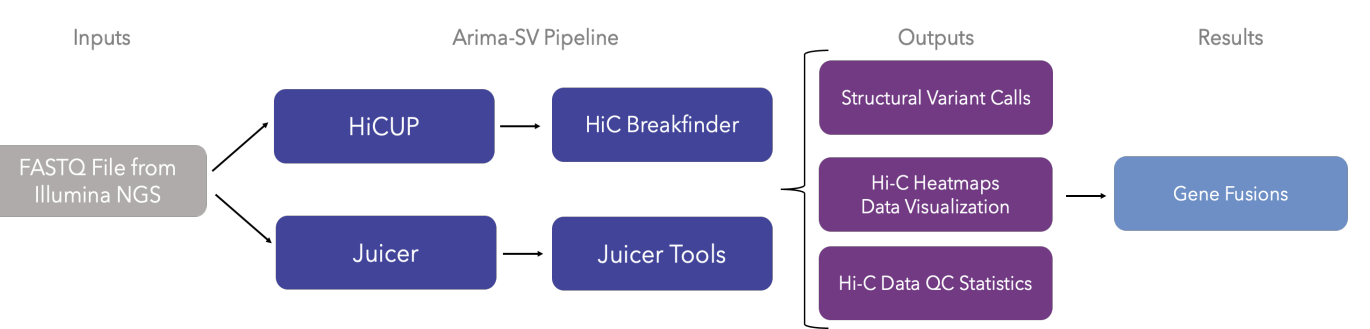 Inputs
Arima-SV Pipeline
Outputs
Results
FASTQ File from
Illumina NGS
HiCUP
HiC Breakfinder
Juicer
Juicer Tools
Structural Variant Calls
Hi-C Heatmaps
Data Visualization
Hi-C Data QC Statistics
Gene Fusions